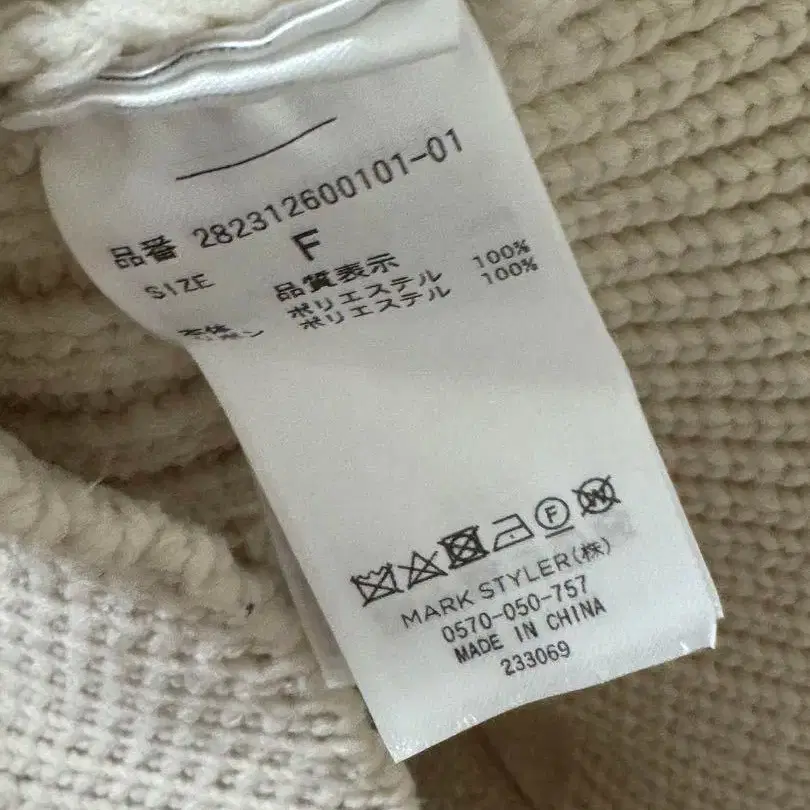 品番 282312600101-01
SIZE F
品質表示
ポリエステル 100%
ポリエステル 100%
MARK STYLER(株)
0570-050-757
MADE IN CHINA
233069